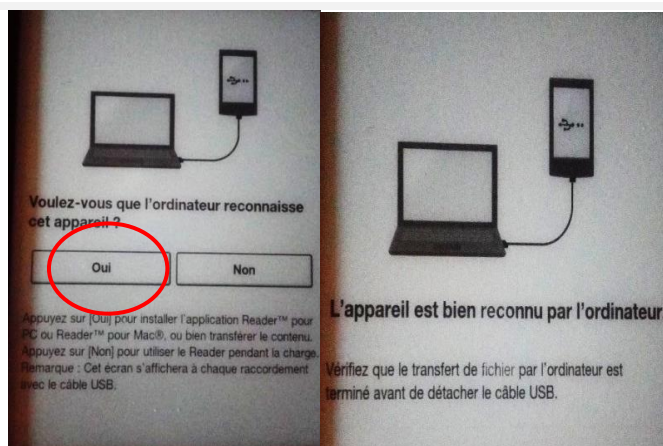 Voulez-vous que l'ordinateur reconnaisse
cet appareil ?
Oui
Non
Appuyez sur [Oui] pour installer l'application Reader™ pour
PC ou Reader™ pour Mac®, ou bien transférer le contenu.
Appuyez sur [Non] pour utiliser le Reader pendant la charge.
Remarque : Cet écran s'affichera à chaque raccordement
avec le câble USB.
L'appareil est bien reconnu par l'ordinateur
Vérifiez que le transfert de fichier par l'ordinateur est
terminé avant de détacher le câble USB.